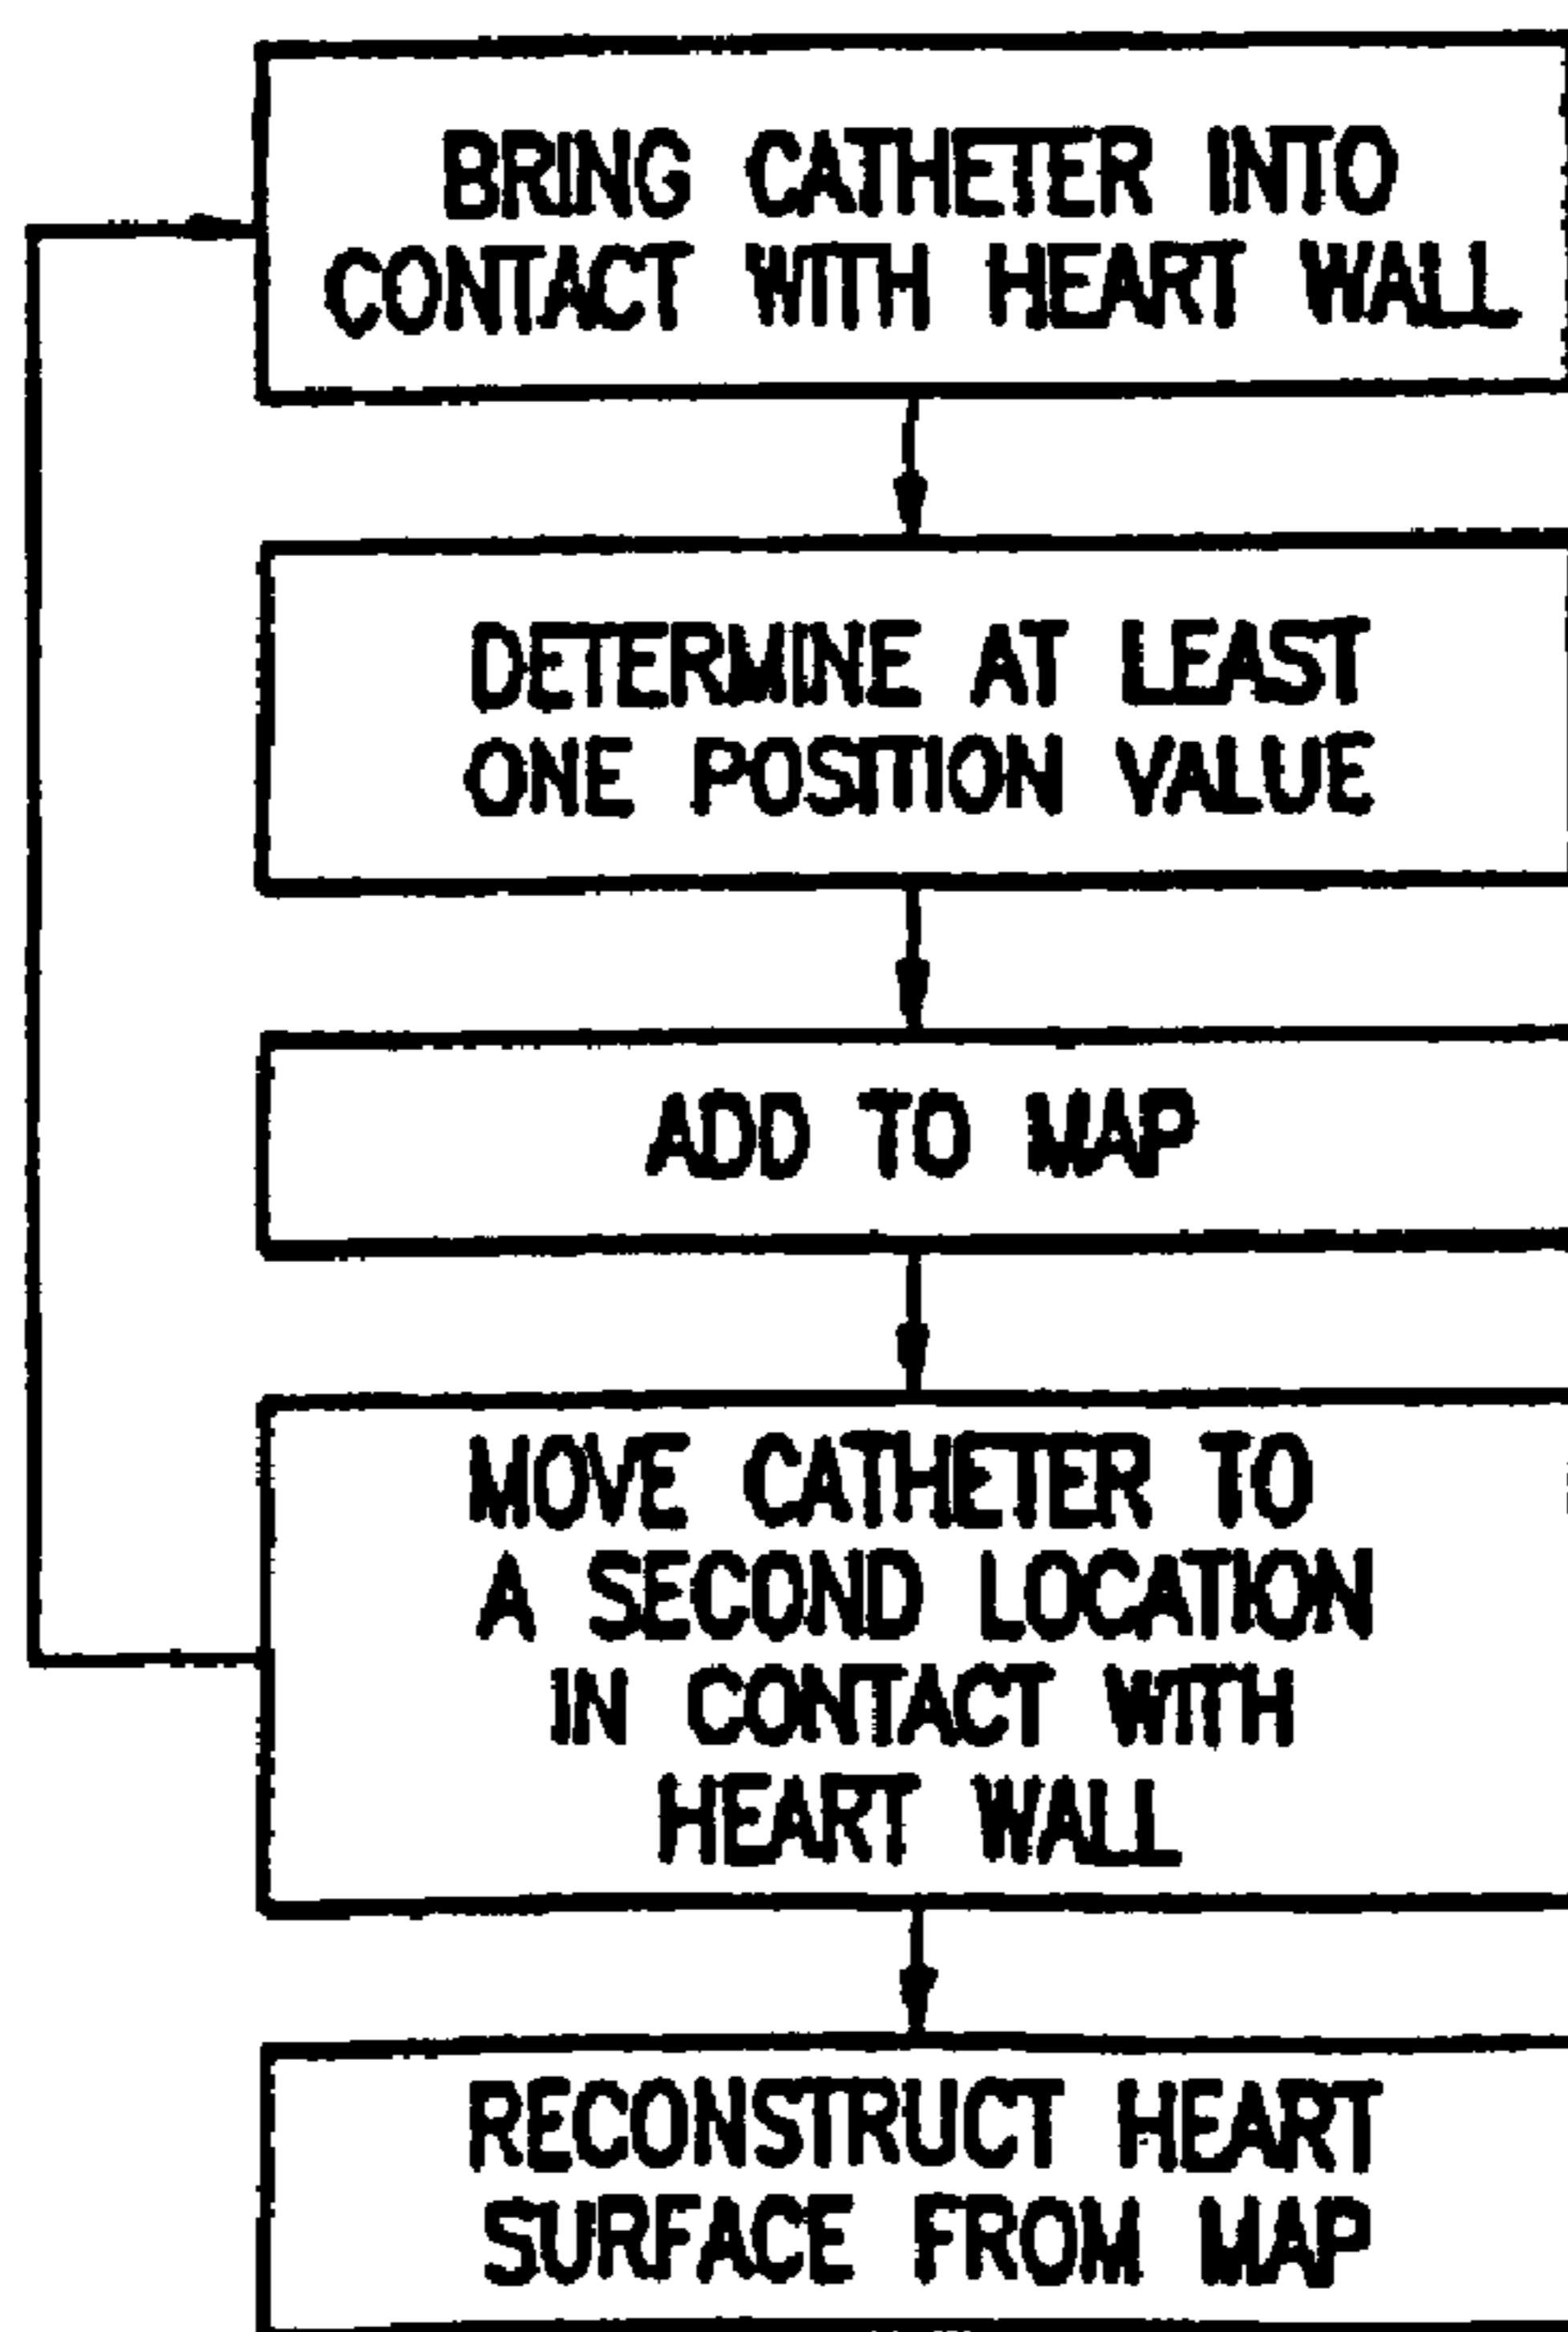 BRING CATHETER INTO
CONTACT WITH HEART WALL
DETERMINE AT LEAST
ONE POSITION VALUE
ADD TO MAP
MOVE CATHETER TO
A SECOND LOCATION
IN CONTACT WITH
HEART WALL
RECONSTRUCT HEART
SURFACE FROM MAP